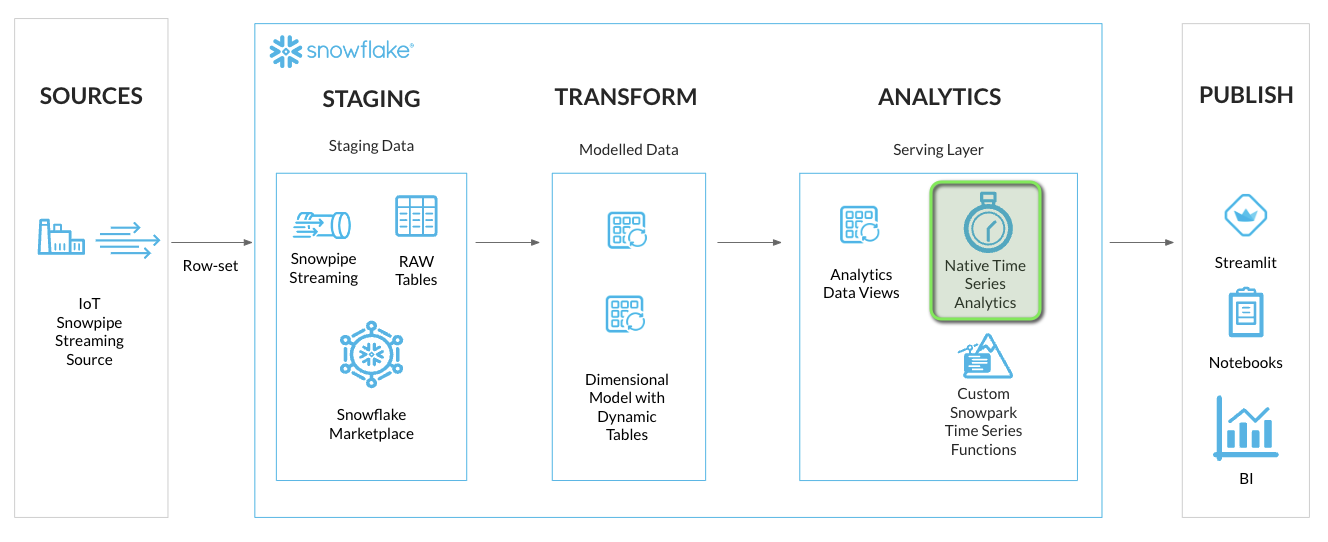 SOURCES
IoT
Snowpipe
Streaming
Source
Row-set
snowflake®
STAGING
Staging Data
Snowpipe
Streaming
RAW
Tables
Snowflake
Marketplace
TRANSFORM
Modelled Data
Dimensional
Model with
Dynamic
Tables
ANALYTICS
Serving Layer
Analytics
Data Views
Native Time
Series
Analytics
Custom
Snowpark
Time Series
Functions
PUBLISH
Streamlit
Notebooks
BI